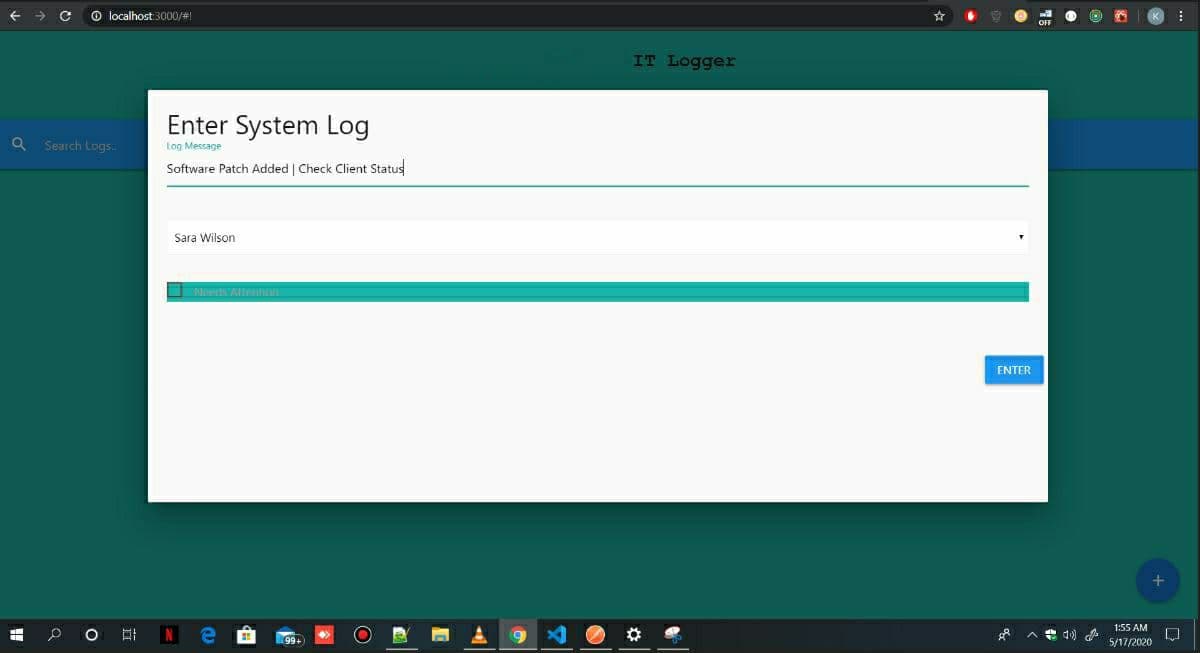 localhost:3000/#!
OFF
K
IT Logger
Search Logs..
Enter System Log
Log Message
Software Patch Added | Check Client Status
Sara Wilson
Needs Attention
ENTER
+
N
99+
1:55 AM
5/17/2020